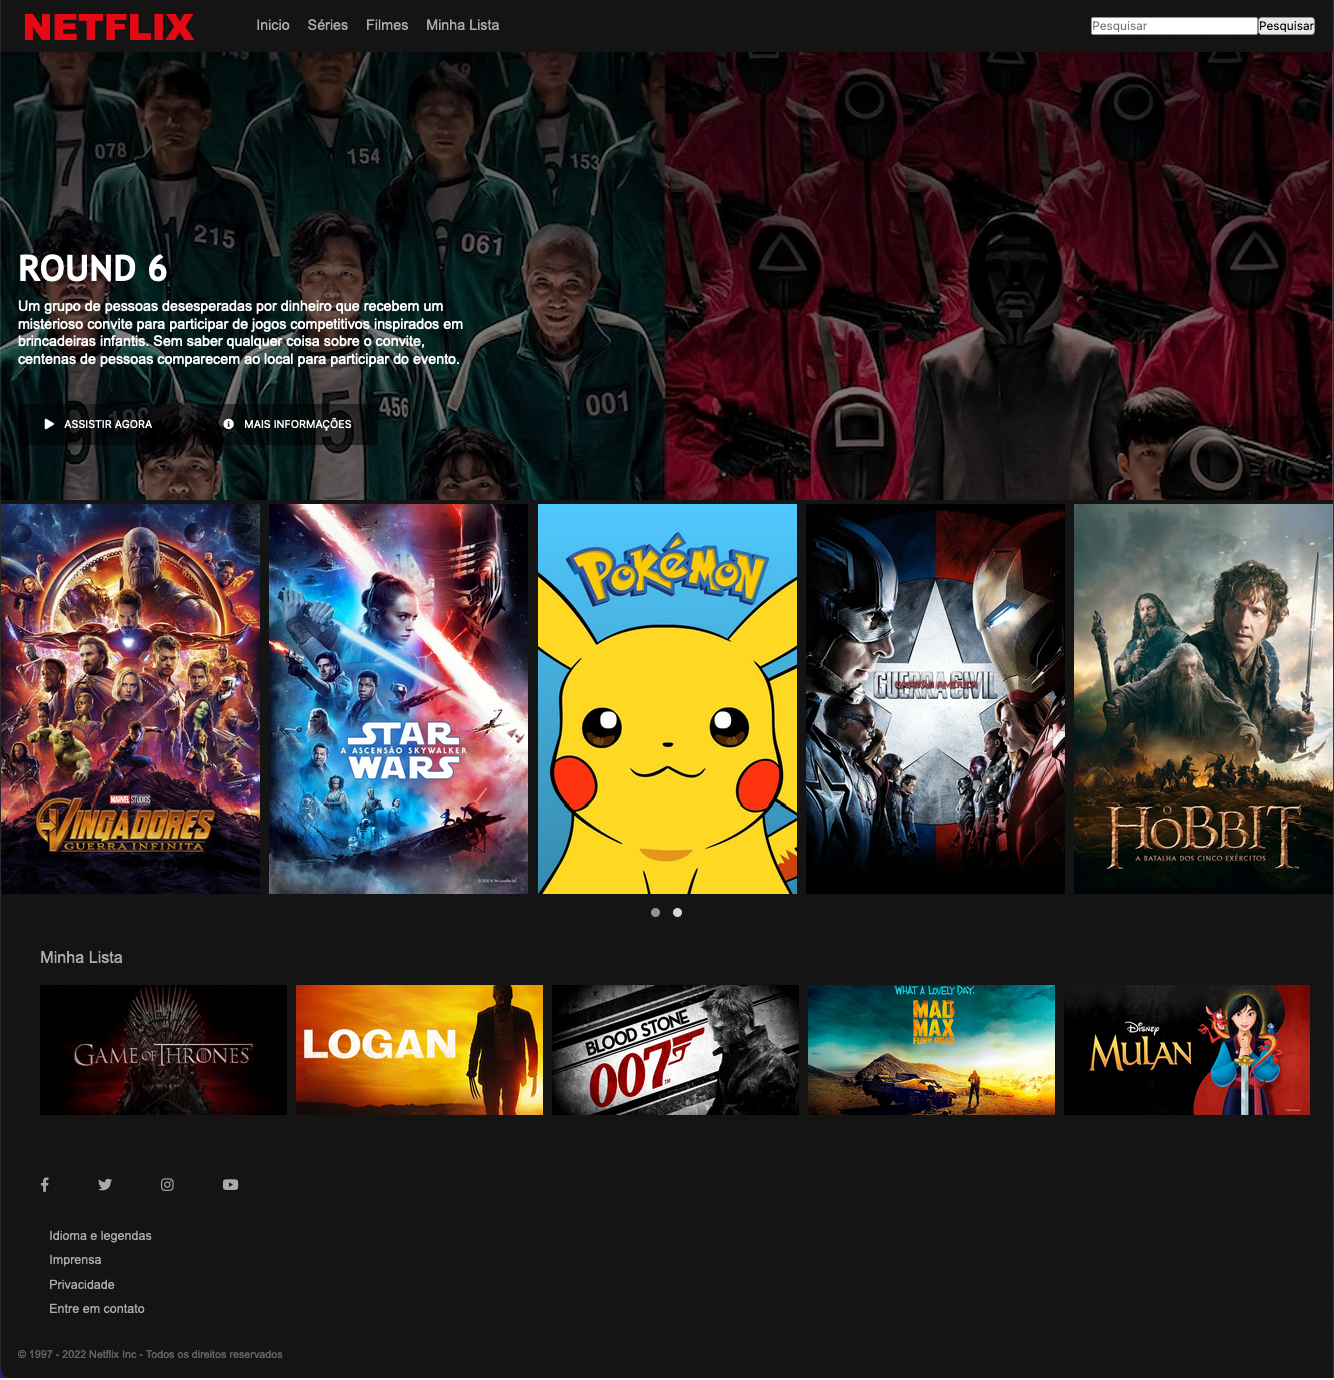 NETFLIX
Inicio
Séries
Filmes
Minha Lista
Pesquisar
Pesquisar
078
154
153
215
061
ROUND 6
Um grupo de pessoas desesperadas por dinheiro que recebem um
misterioso convite para participar de jogos competitivos inspirados em
brincadeiras infantis. Sem saber qualquer coisa sobre o convite,
centenas de pessoas comparecem ao local para participar do evento.
456
001
ASSISTIR AGORA
MAIS INFORMAÇÕES
MARVEL STUDIOS
VINGADORES
GUERRA INFINITA
STAR
A ASCENSÃO SKYWALKER
WARS
POKéMON
CAPITÃO AMÉRICA
GUERRA CIVIL
O
HOBBIT
A BATALHA DOS CINCO EXÉRCITOS
Minha Lista
GAME OF THRONES
LOGAN
BLOOD STONE
007
WHAT A LOVELY DAY.
MAD
MAX
FURY ROAD
Disney
MULAN
Idioma e legendas
Imprensa
Privacidade
Entre em contato
© 1997 - 2022 Netflix Inc - Todos os direitos reservados